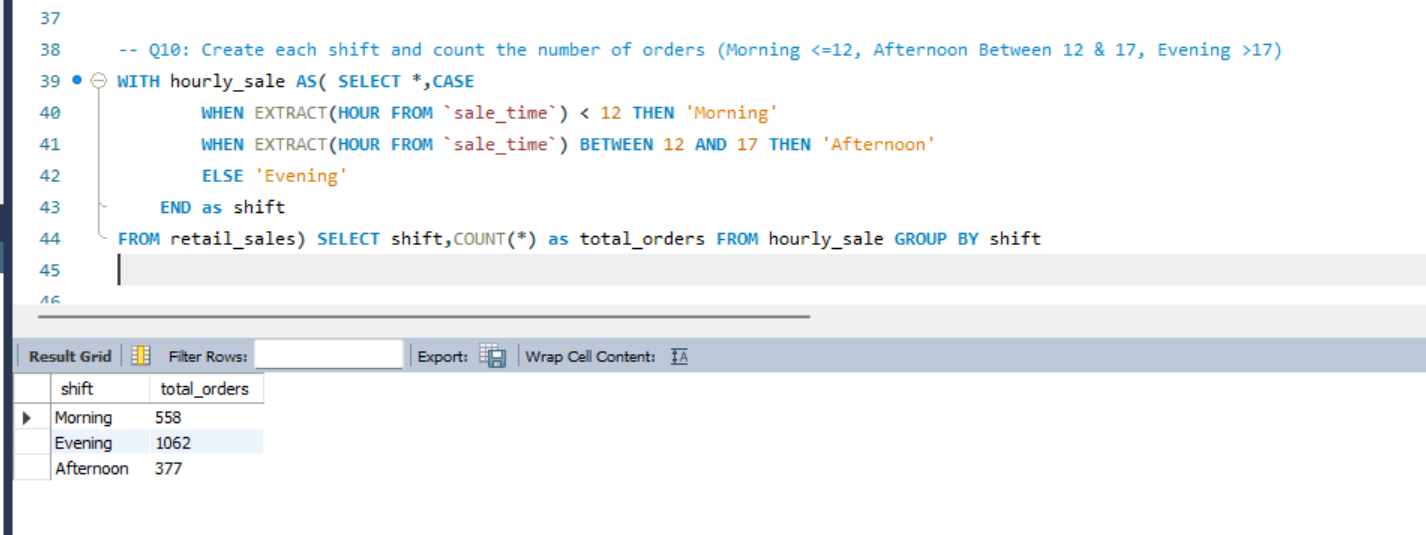 37
38 -- Q10: Create each shift and count the number of orders (Morning <=12, Afternoon Between 12 & 17, Evening >17)
39 WITH hourly_sale AS( SELECT *,CASE
40 WHEN EXTRACT(HOUR FROM `sale_time`) < 12 THEN 'Morning'
41 WHEN EXTRACT(HOUR FROM `sale_time`) BETWEEN 12 AND 17 THEN 'Afternoon'
42 ELSE 'Evening'
43 END as shift
44 FROM retail_sales) SELECT shift,COUNT(*) as total_orders FROM hourly_sale GROUP BY shift
45
46
Result Grid Filter Rows: Export: Wrap Cell Content: IA
shift total_orders
Morning 558
Evening 1062
Afternoon 377